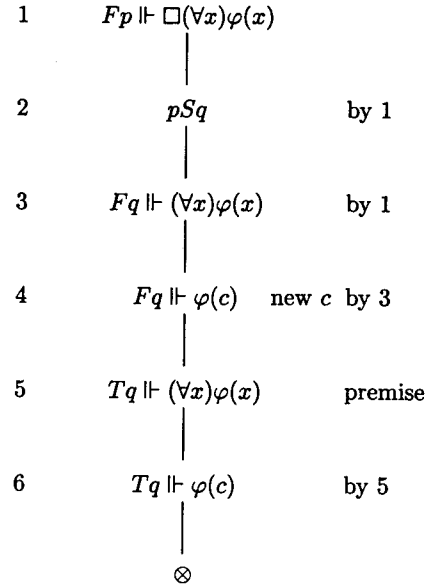 1 Fp ⊩ □(∀x)φ(x)
2 pSq by 1
3 Fq ⊩ (∀x)φ(x) by 1
4 Fq ⊩ φ(c) new c by 3
5 Tq ⊩ (∀x)φ(x) premise
6 Tq ⊩ φ(c) by 5
⊗